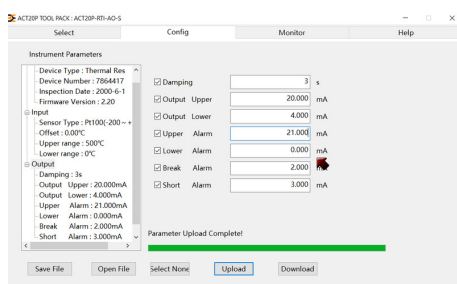 ACT20P TOOL PACK : ACT20P-RTI-AO-S
Select Config Monitor Help
Instrument Parameters
Device Type : Thermal Res
Device Number : 7864417
Inspection Date : 2000-6-1
Firmware Version : 2.20
Input
Sensor Type : Pt100(-200 ~ +
Offset : 0.00℃
Upper range : 500℃
Lower range : 0℃
Output
Damping : 3s
Output Upper : 20.000mA
Output Lower : 4.000mA
Upper Alarm : 21.000mA
Lower Alarm : 0.000mA
Break Alarm : 2.000mA
Short Alarm : 3.000mA
Damping 3 s
Output Upper 20.000 mA
Output Lower 4.000 mA
Upper Alarm 21.000 mA
Lower Alarm 0.000 mA
Break Alarm 2.000 mA
Short Alarm 3.000 mA
Parameter Upload Complete!
Save File Open File Select None Upload Download